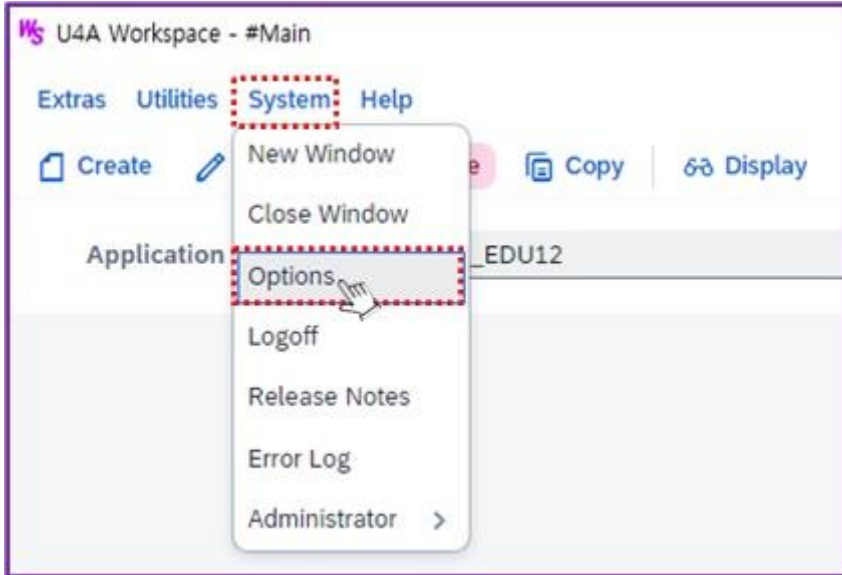 WS U4A Workspace - #Main
Extras Utilities System Help
Create Copy Display
New Window
Close Window
Application _EDU12
Options
Logoff
Release Notes
Error Log
Administrator >